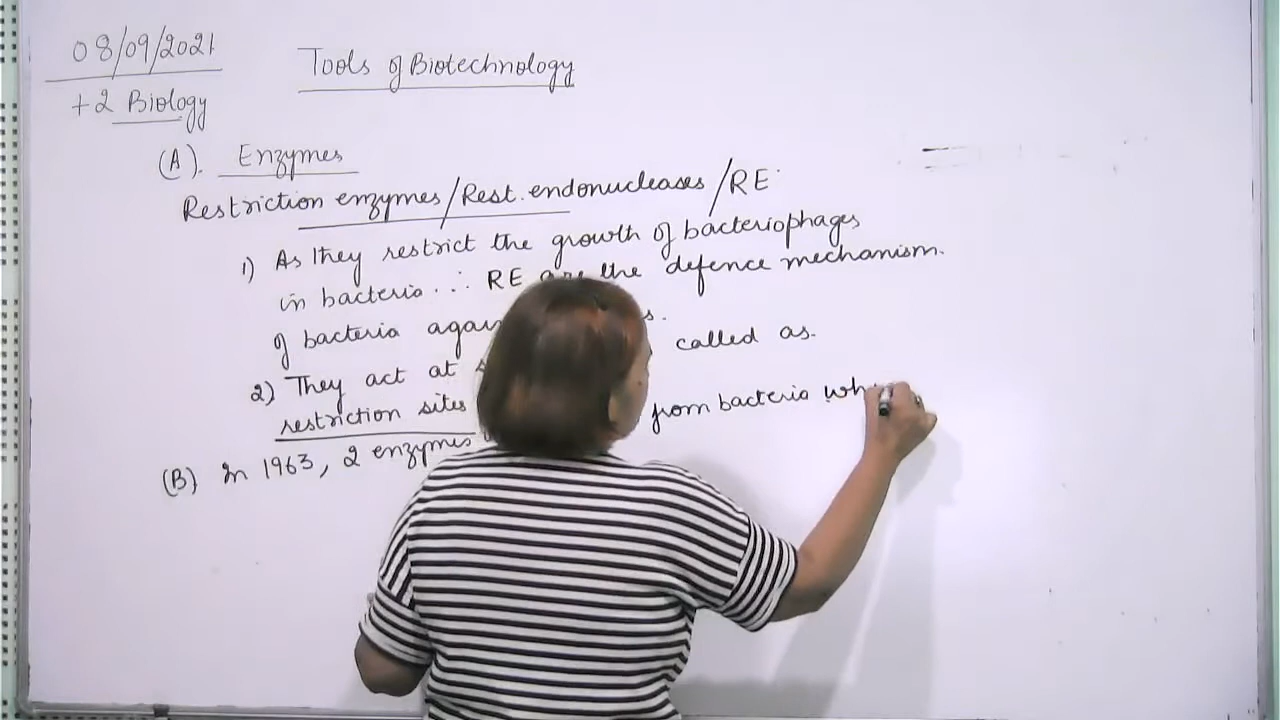 08/09/2021
+2 Biology
Tools of Biotechnology
(A). Enzymes
Restriction enzymes/Rest. endonucleases/RE
1) As they restrict the growth of bacteriophages
in bacteria. ∴ RE are the defence mechanism.
of bacteria
2) They act at called as.
restriction sites
(B) In 1963, 2 enzymes from bacteria